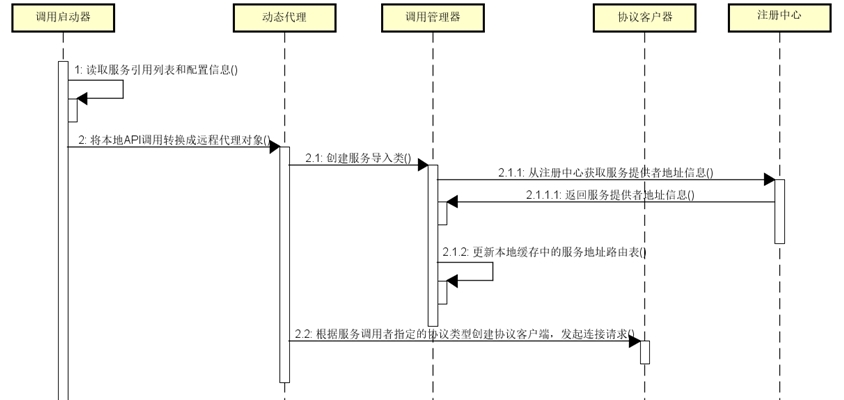 调用启动器
动态代理
调用管理器
协议客户器
注册中心
1: 读取服务引用列表和配置信息()
2: 将本地API调用转换成远程代理对象()
2.1: 创建服务导入类()
2.1.1: 从注册中心获取服务提供者地址信息()
2.1.1.1: 返回服务提供者地址信息()
2.1.2: 更新本地缓存中的服务地址路由表()
2.2: 根据服务调用者指定的协议类型创建协议客户端，发起连接请求()